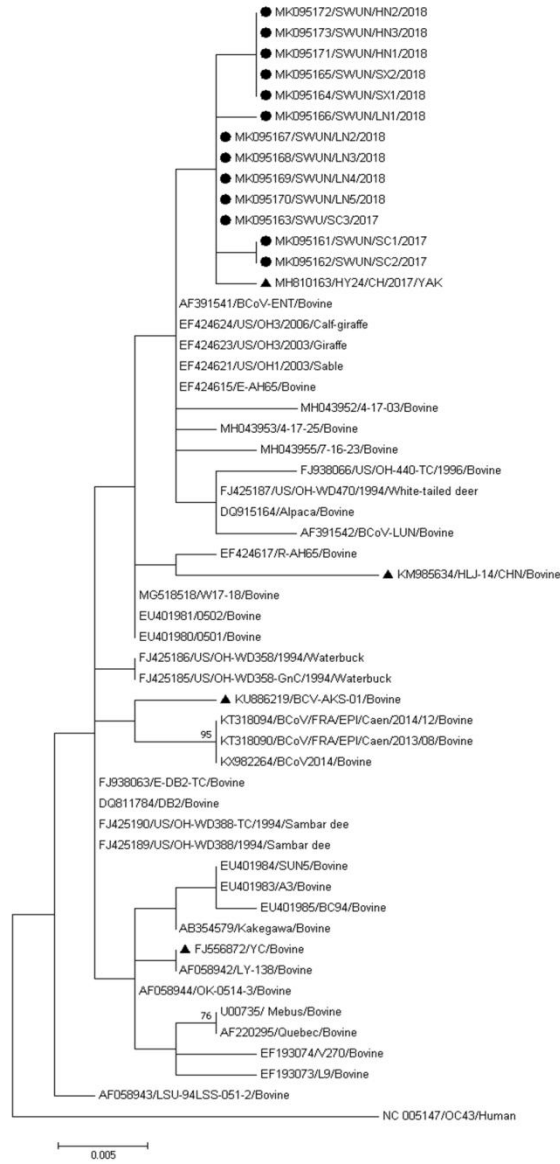 MK095172/SWUN/HN2/2018
MK095173/SWUN/HN3/2018
MK095171/SWUN/HN1/2018
MK095165/SWUN/SX2/2018
MK095164/SWUN/SX1/2018
MK095166/SWUN/LN1/2018
MK095167/SWUN/LN2/2018
MK095168/SWUN/LN3/2018
MK095169/SWUN/LN4/2018
MK095170/SWUN/LN5/2018
MK095163/SWU/SC3/2017
MK095161/SWUN/SC1/2017
MK095162/SWUN/SC2/2017
MH810163/HY24/CH/2017/YAK
AF391541/BCoV-ENT/Bovine
EF424624/US/OH3/2006/Calf-giraffe
EF424623/US/OH3/2003/Giraffe
EF424621/US/OH1/2003/Sable
EF424615/E-AH65/Bovine
MH043952/4-17-03/Bovine
MH043953/4-17-25/Bovine
MH043955/7-16-23/Bovine
FJ938066/US/OH-440-TC/1996/Bovine
FJ425187/US/OH-WD470/1994/White-tailed deer
DQ915164/Alpaca/Bovine
AF391542/BCoV-LUN/Bovine
EF424617/R-AH65/Bovine
KM985634/HLJ-14/CHN/Bovine
MG518518/W17-18/Bovine
EU401981/0502/Bovine
EU401980/0501/Bovine
FJ425186/US/OH-WD358/1994/Waterbuck
FJ425185/US/OH-WD358-GnC/1994/Waterbuck
KU886219/BCV-AKS-01/Bovine
KT318094/BCoV/FRA/EPI/Caen/2014/12/Bovine
95
KT318090/BCoV/FRA/EPI/Caen/2013/08/Bovine
KX982264/BCoV2014/Bovine
FJ938063/E-DB2-TC/Bovine
DQ811784/DB2/Bovine
FJ425190/US/OH-WD388-TC/1994/Sambar dee
FJ425189/US/OH-WD388/1994/Sambar dee
EU401984/SUN5/Bovine
EU401983/A3/Bovine
EU401985/BC94/Bovine
AB354579/Kakegawa/Bovine
FJ556872/YC/Bovine
AF058942/LY-138/Bovine
AF058944/OK-0514-3/Bovine
76
U00735/ Mebus/Bovine
AF220295/Quebec/Bovine
EF193074/V270/Bovine
EF193073/L9/Bovine
AF058943/LSU-94LSS-051-2/Bovine
NC 005147/OC43/Human
0.005